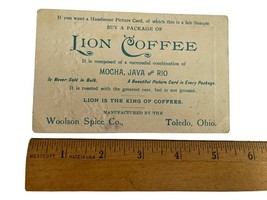 If you want a Handsome Picture Card, of which this is a fair Sample
BUY A PACKAGE OF
LION COFFEE
It is composed of a successful combination of
MOCHA, JAVA AND RIO
Is Never Sold in Bulk. A Beautiful Picture Card in Every Package.
It is roasted with the greatest care, but is not ground.
LION IS THE KING OF COFFEES.
MANUFACTURED BY THE
Woolson Spice Co., Toledo, Ohio.
WESTCOTT
1 2 3 4 5 6